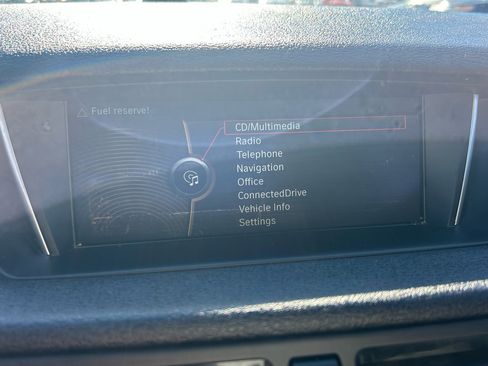 Fuel reserve!
CD/Multimedia
Radio
Telephone
Navigation
Office
ConnectedDrive
Vehicle Info
Settings